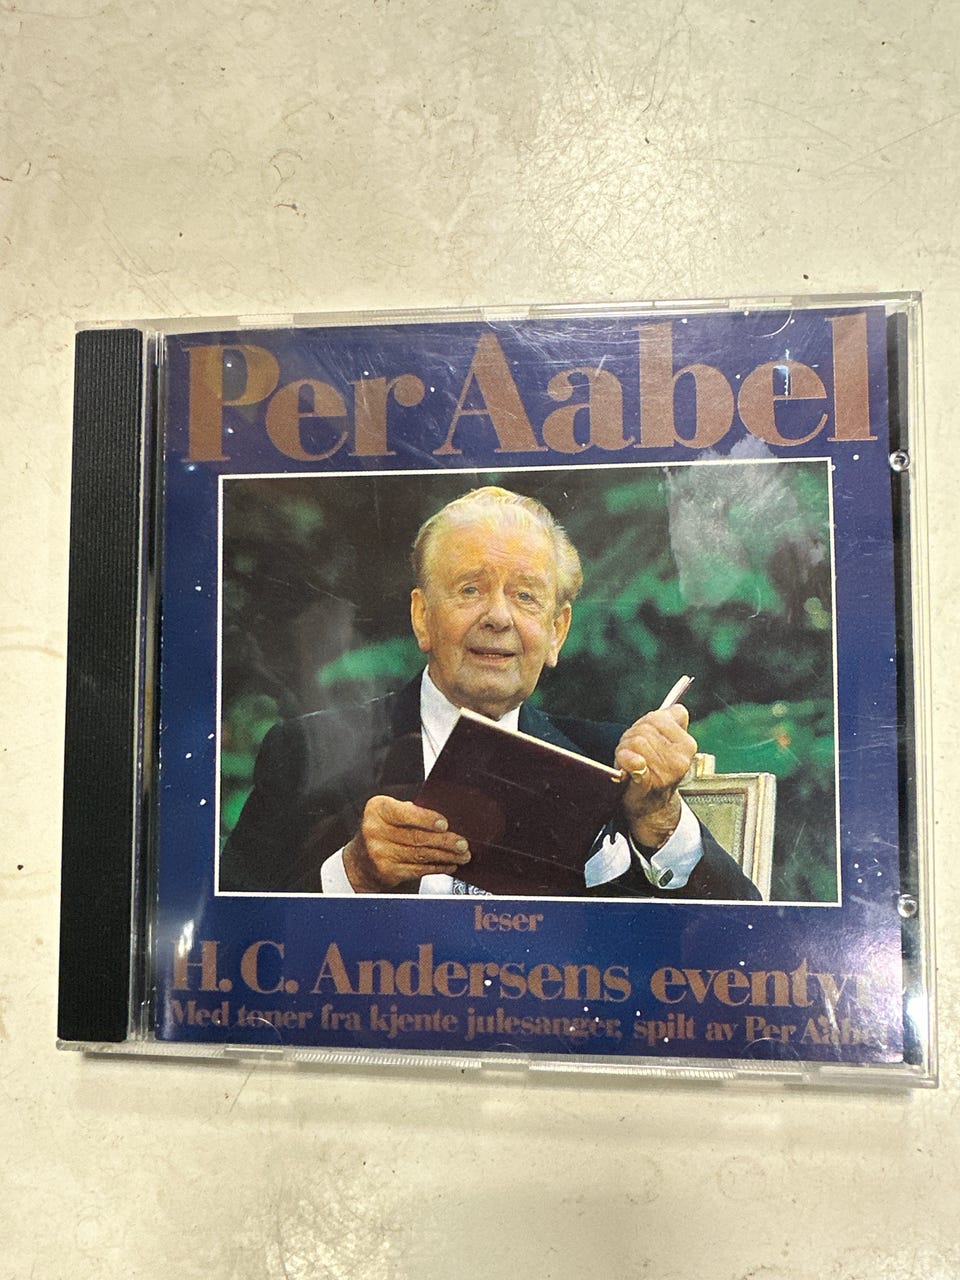 Per Aabel
leser
H. C. Andersens eventyr
Med toner fra kjente julesanger, spilt av Per Aabel